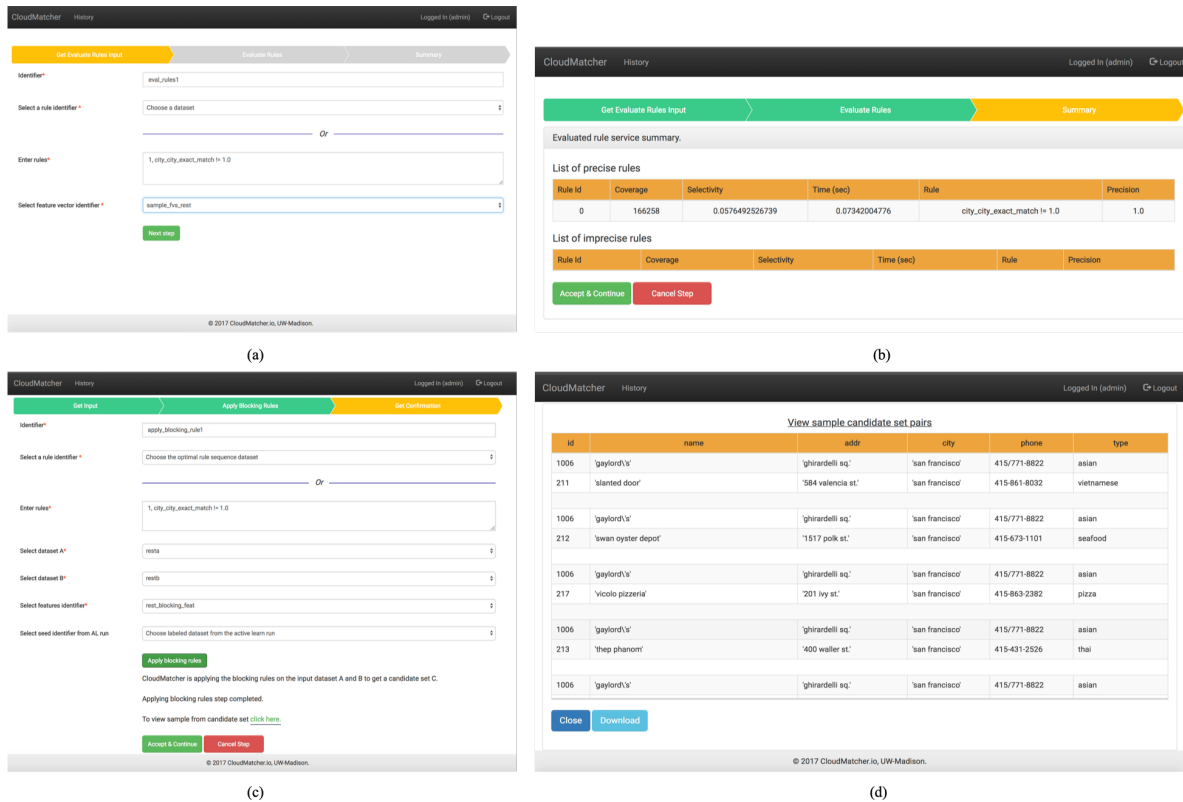 CloudMatcher History Logged In (admin) Logout
Get Evaluate Rules Input Evaluate Rules Summary
Identifier* eval_rules1
Select a rule identifier * Choose a dataset
Or
Enter rules* 1, city_city_exact_match != 1.0
Select feature vector identifier * sample_fvs_rest
Next step
© 2017 CloudMatcher.io, UW-Madison.
(a)
CloudMatcher History Logged In (admin) Logout
Get Evaluate Rules Input Evaluate Rules Summary
Evaluated rule service summary.
List of precise rules
Rule Id Coverage Selectivity Time (sec) Rule Precision
0 166258 0.0576492526739 0.07342004776 city_city_exact_match != 1.0 1.0
List of imprecise rules
Rule Id Coverage Selectivity Time (sec) Rule Precision
Accept & Continue Cancel Step
© 2017 CloudMatcher.io, UW-Madison.
(b)
CloudMatcher History Logged In (admin) Logout
Get Input Apply Blocking Rules Get Confirmation
Identifier* apply_blocking_rule1
Select a rule identifier * Choose the optimal rule sequence dataset
Or
Enter rules* 1, city_city_exact_match != 1.0
Select dataset A* resta
Select dataset B* restb
Select features identifier* rest_blocking_feat
Select seed identifier from AL run Choose labeled dataset from the active learn run
Apply blocking rules
CloudMatcher is applying the blocking rules on the input dataset A and B to get a candidate set C.
Applying blocking rules step completed.
To view sample from candidate set click here.
Accept & Continue Cancel Step
© 2017 CloudMatcher.io, UW-Madison.
(c)
CloudMatcher History Logged In (admin) Logout
View sample candidate set pairs
id name addr city phone type
1006 'gaylord\'s' 'ghirardelli sq.' 'san francisco' 415/771-8822 asian
211 'slanted door' '584 valencia st.' 'san francisco' 415-861-8032 vietnamese
1006 'gaylord\'s' 'ghirardelli sq.' 'san francisco' 415/771-8822 asian
212 'swan oyster depot' '1517 polk st.' 'san francisco' 415-673-1101 seafood
1006 'gaylord\'s' 'ghirardelli sq.' 'san francisco' 415/771-8822 asian
217 'vicolo pizzeria' '201 ivy st.' 'san francisco' 415-863-2382 pizza
1006 'gaylord\'s' 'ghirardelli sq.' 'san francisco' 415/771-8822 asian
213 'thep phanom' '400 waller st.' 'san francisco' 415-431-2526 thai
1006 'gaylord\'s' 'ghirardelli sq.' 'san francisco' 415/771-8822 asian
Close Download
© 2017 CloudMatcher.io, UW-Madison.
(d)